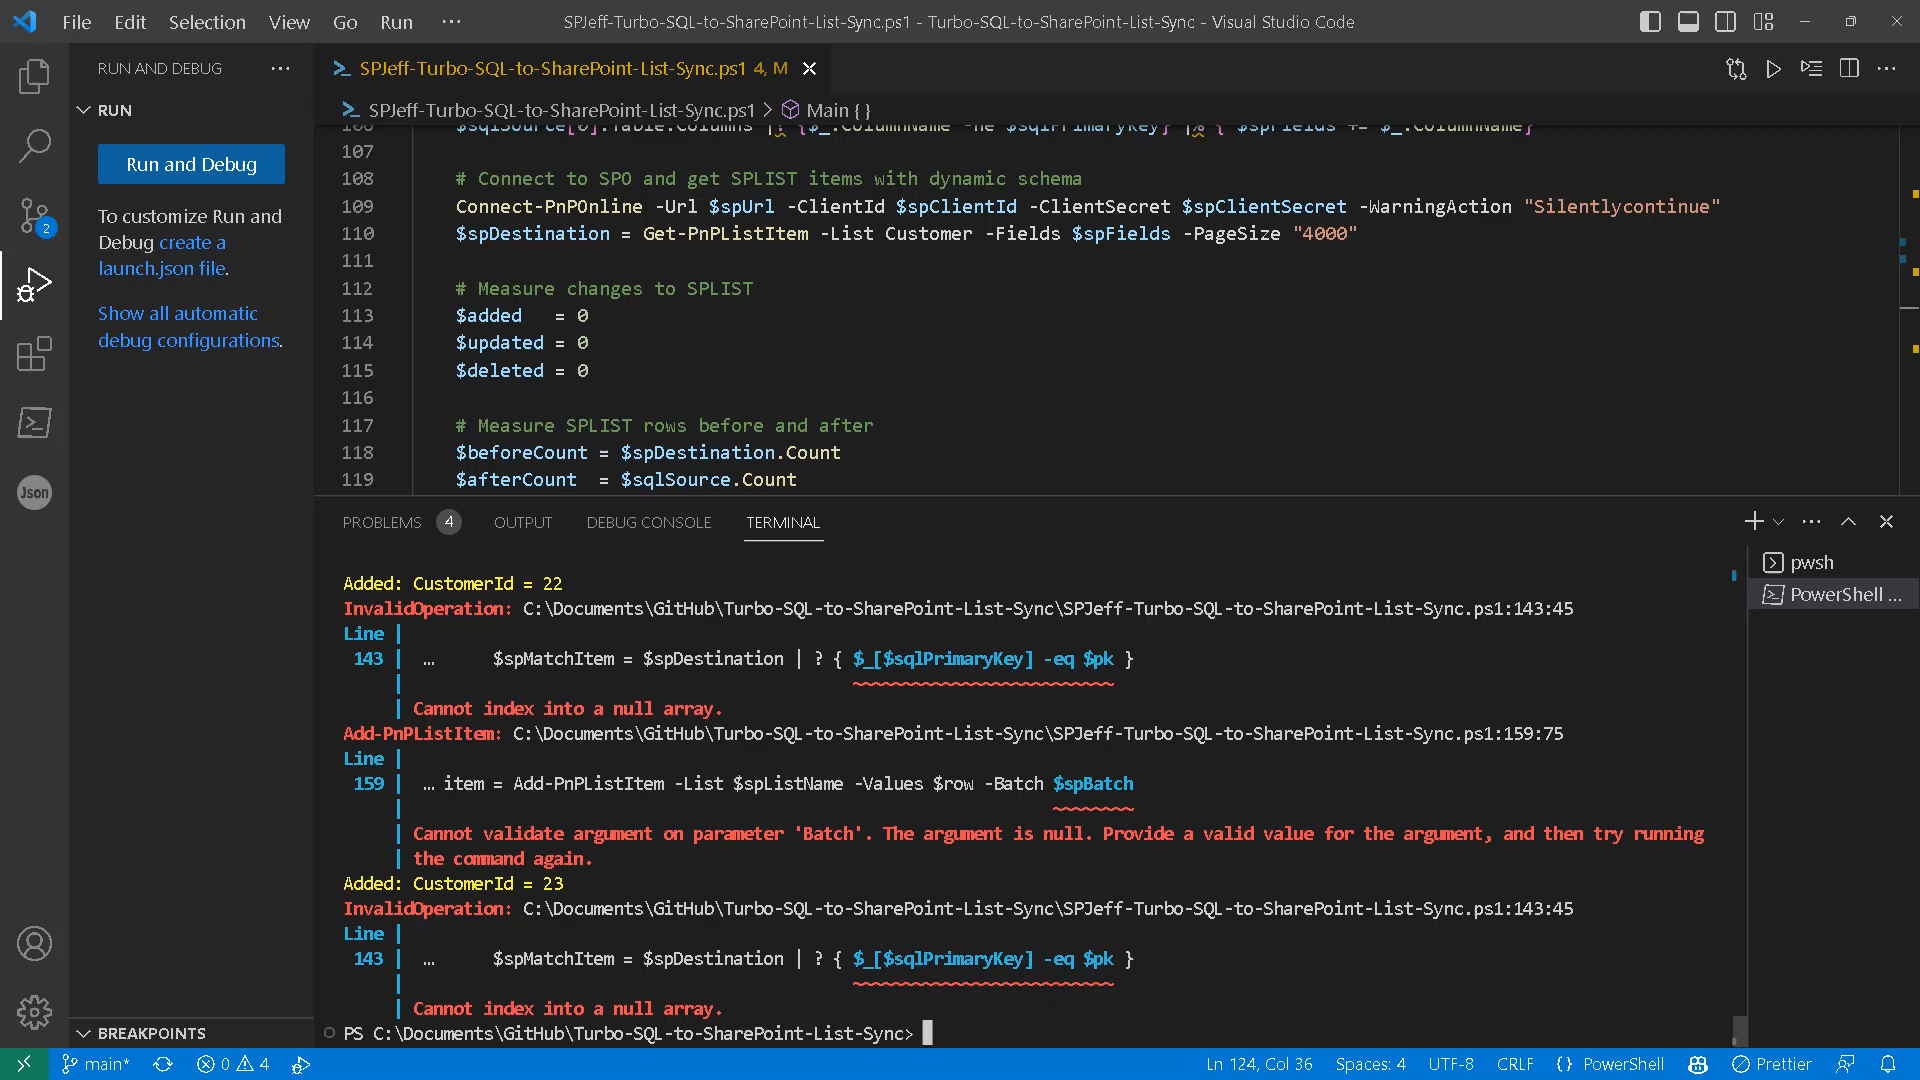 File Edit Selection View Go Run ··· SPJeff-Turbo-SQL-to-SharePoint-List-Sync.ps1 - Turbo-SQL-to-SharePoint-List-Sync - Visual Studio Code
RUN AND DEBUG ···
SPJeff-Turbo-SQL-to-SharePoint-List-Sync.ps1 4, M
SPJeff-Turbo-SQL-to-SharePoint-List-Sync.ps1 > Main { }
RUN
Run and Debug
To customize Run and
Debug create a
launch.json file.
Show all automatic
debug configurations.
2
Json
106 $sqlSource[0].Table.Columns |? {$_.ColumnName -ne $sqlPrimaryKey} |% { $spFields += $_.ColumnName}
107
108 # Connect to SPO and get SPLIST items with dynamic schema
109 Connect-PnPOnline -Url $spUrl -ClientId $spClientId -ClientSecret $spClientSecret -WarningAction "Silentlycontinue"
110 $spDestination = Get-PnPListItem -List Customer -Fields $spFields -PageSize "4000"
111
112 # Measure changes to SPLIST
113 $added   = 0
114 $updated = 0
115 $deleted = 0
116
117 # Measure SPLIST rows before and after
118 $beforeCount = $spDestination.Count
119 $afterCount  = $sqlSource.Count
PROBLEMS 4 OUTPUT DEBUG CONSOLE TERMINAL
pwsh
PowerShell ...
Added: CustomerId = 22
InvalidOperation: C:\Documents\GitHub\Turbo-SQL-to-SharePoint-List-Sync\SPJeff-Turbo-SQL-to-SharePoint-List-Sync.ps1:143:45
Line |
143 | … $spMatchItem = $spDestination | ? { $_[$sqlPrimaryKey] -eq $pk }
| ~~~~~~~~~~~~~~~~~~~~~~~~~~
| Cannot index into a null array.
Add-PnPListItem: C:\Documents\GitHub\Turbo-SQL-to-SharePoint-List-Sync\SPJeff-Turbo-SQL-to-SharePoint-List-Sync.ps1:159:75
Line |
159 | … item = Add-PnPListItem -List $spListName -Values $row -Batch $spBatch
| ~~~~~~~~
| Cannot validate argument on parameter 'Batch'. The argument is null. Provide a valid value for the argument, and then try running
| the command again.
Added: CustomerId = 23
InvalidOperation: C:\Documents\GitHub\Turbo-SQL-to-SharePoint-List-Sync\SPJeff-Turbo-SQL-to-SharePoint-List-Sync.ps1:143:45
Line |
143 | … $spMatchItem = $spDestination | ? { $_[$sqlPrimaryKey] -eq $pk }
| ~~~~~~~~~~~~~~~~~~~~~~~~~~
| Cannot index into a null array.
PS C:\Documents\GitHub\Turbo-SQL-to-SharePoint-List-Sync>
BREAKPOINTS
main* 0 4 Ln 124, Col 36 Spaces: 4 UTF-8 CRLF { } PowerShell Prettier